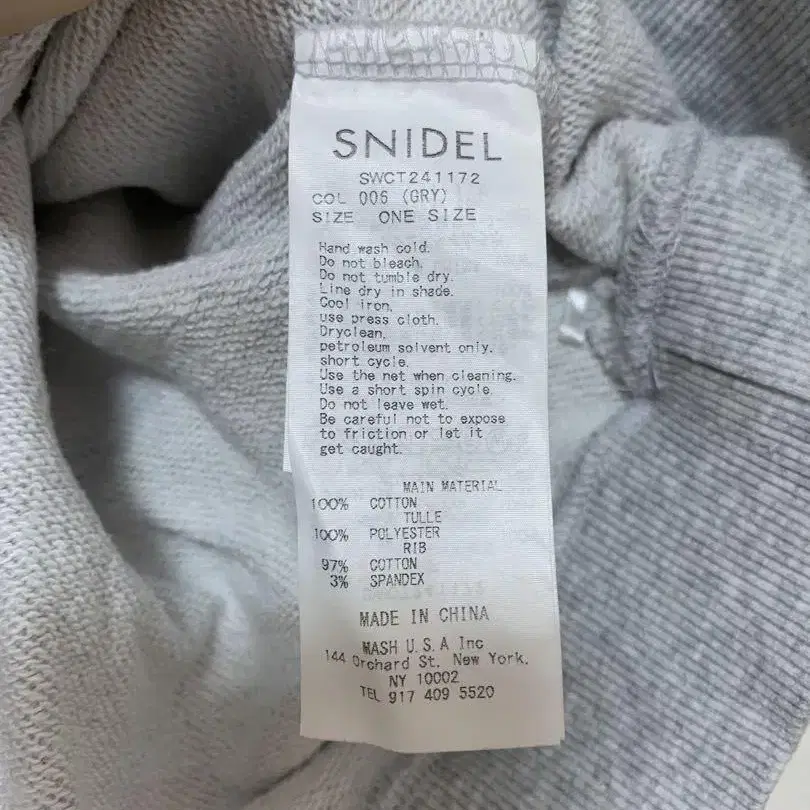 SNIDEL
SWCT241172
COL 006 (GRY)
SIZE ONE SIZE
Hand wash cold.
Do not bleach.
Do not tumble dry.
Line dry in shade.
Cool iron,
use press cloth.
Dryclean,
petroleum solvent only.
short cycle.
Use the net when cleaning.
Use a short spin cycle.
Do not leave wet.
Be careful not to expose
to friction or let it
get caught.
MAIN MATERIAL
100% COTTON
TULLE
100% POLYESTER
RIB
97% COTTON
3% SPANDEX
MADE IN CHINA
MASH U.S.A Inc
144 Orchard St. New York.
NY 10002
TEL 917 409 5520